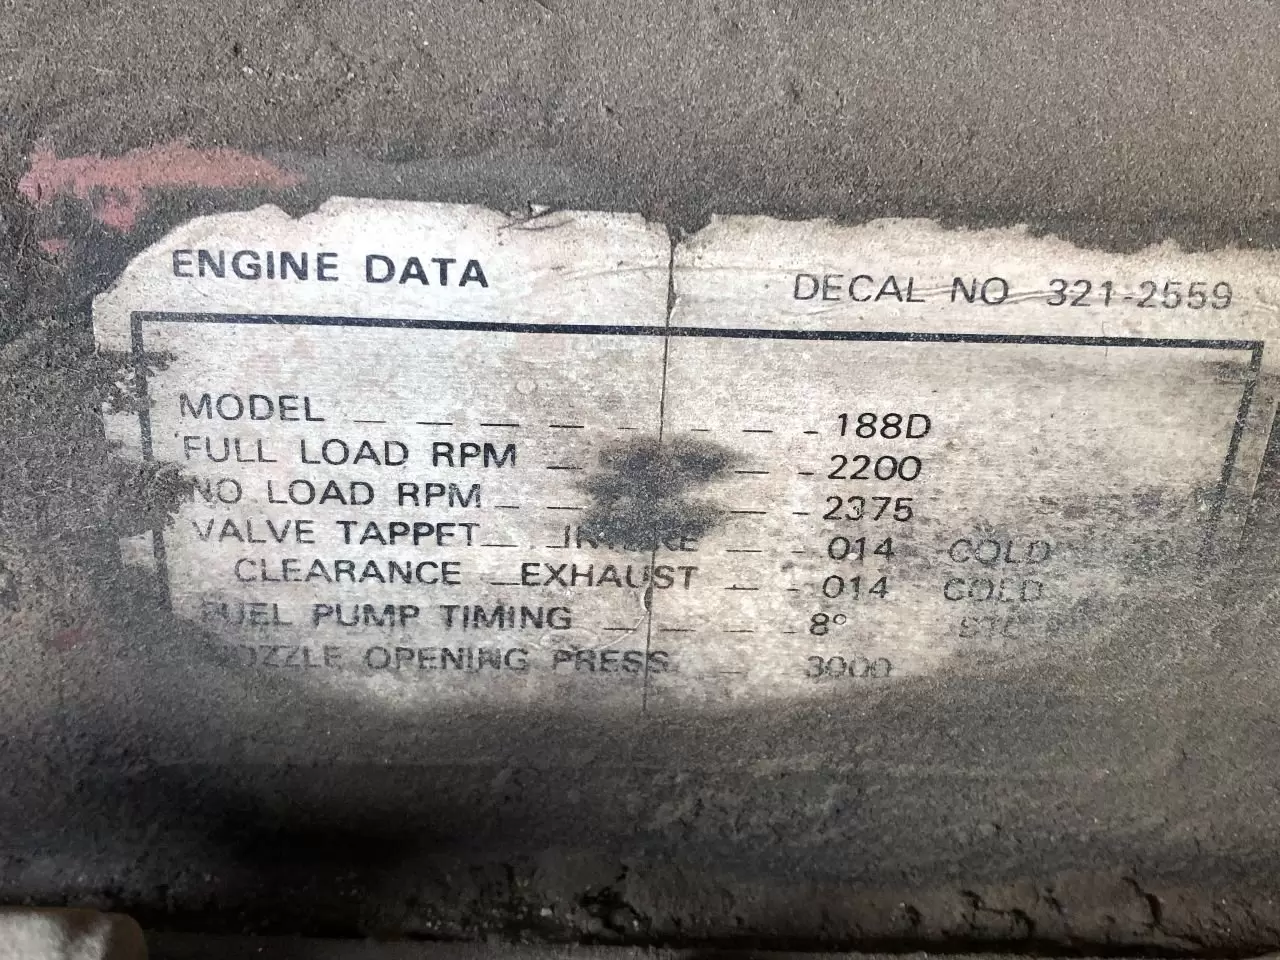 ENGINE DATA DECAL NO 321-2559
MODEL 188D
FULL LOAD RPM 2200
NO LOAD RPM 2375
VALVE TAPPET INTAKE 014 COLD
CLEARANCE EXHAUST 014 COLD
FUEL PUMP TIMING 8°
NOZZLE OPENING PRESS. 3000